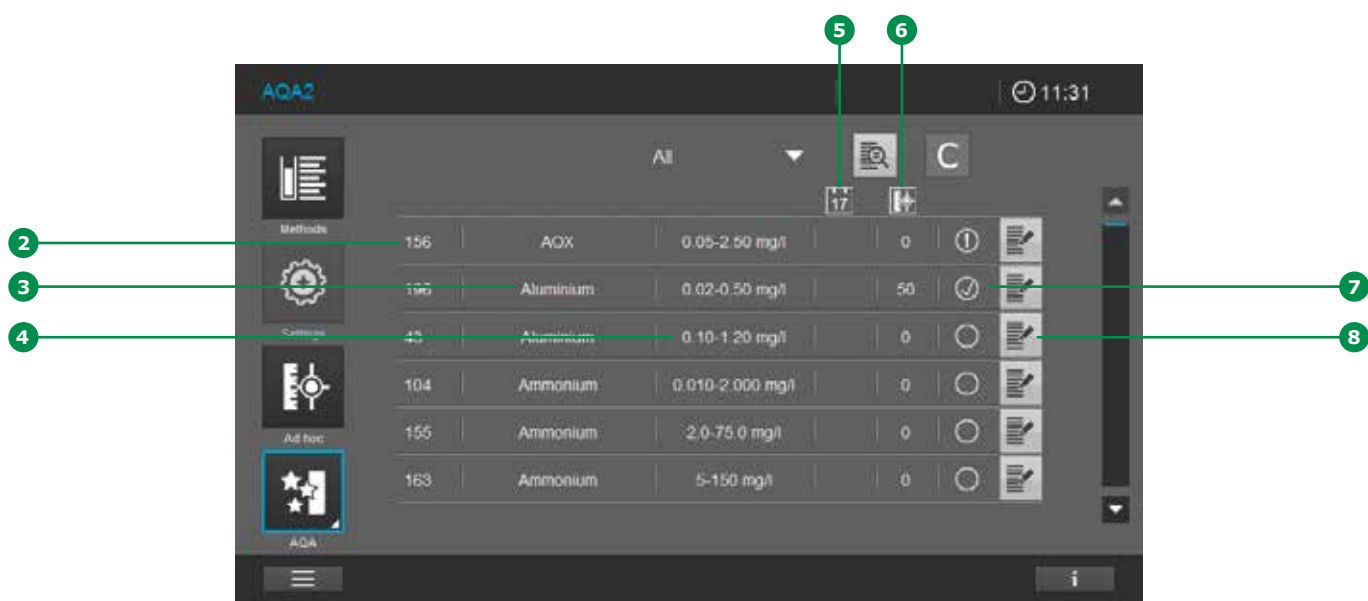 5 6
AQA2 11:31
All C
17
Methods
2 156 AOX 0.05-2.50 mg/l 0
3 196 Aluminium 0.02-0.50 mg/l 50 7
Settings
4 43 Aluminium 0.10-1.20 mg/l 0 8
104 Ammonium 0.010-2.000 mg/l 0
Ad hoc
155 Ammonium 2.0-75.0 mg/l 0
163 Ammonium 5-150 mg/l 0
AQA
i